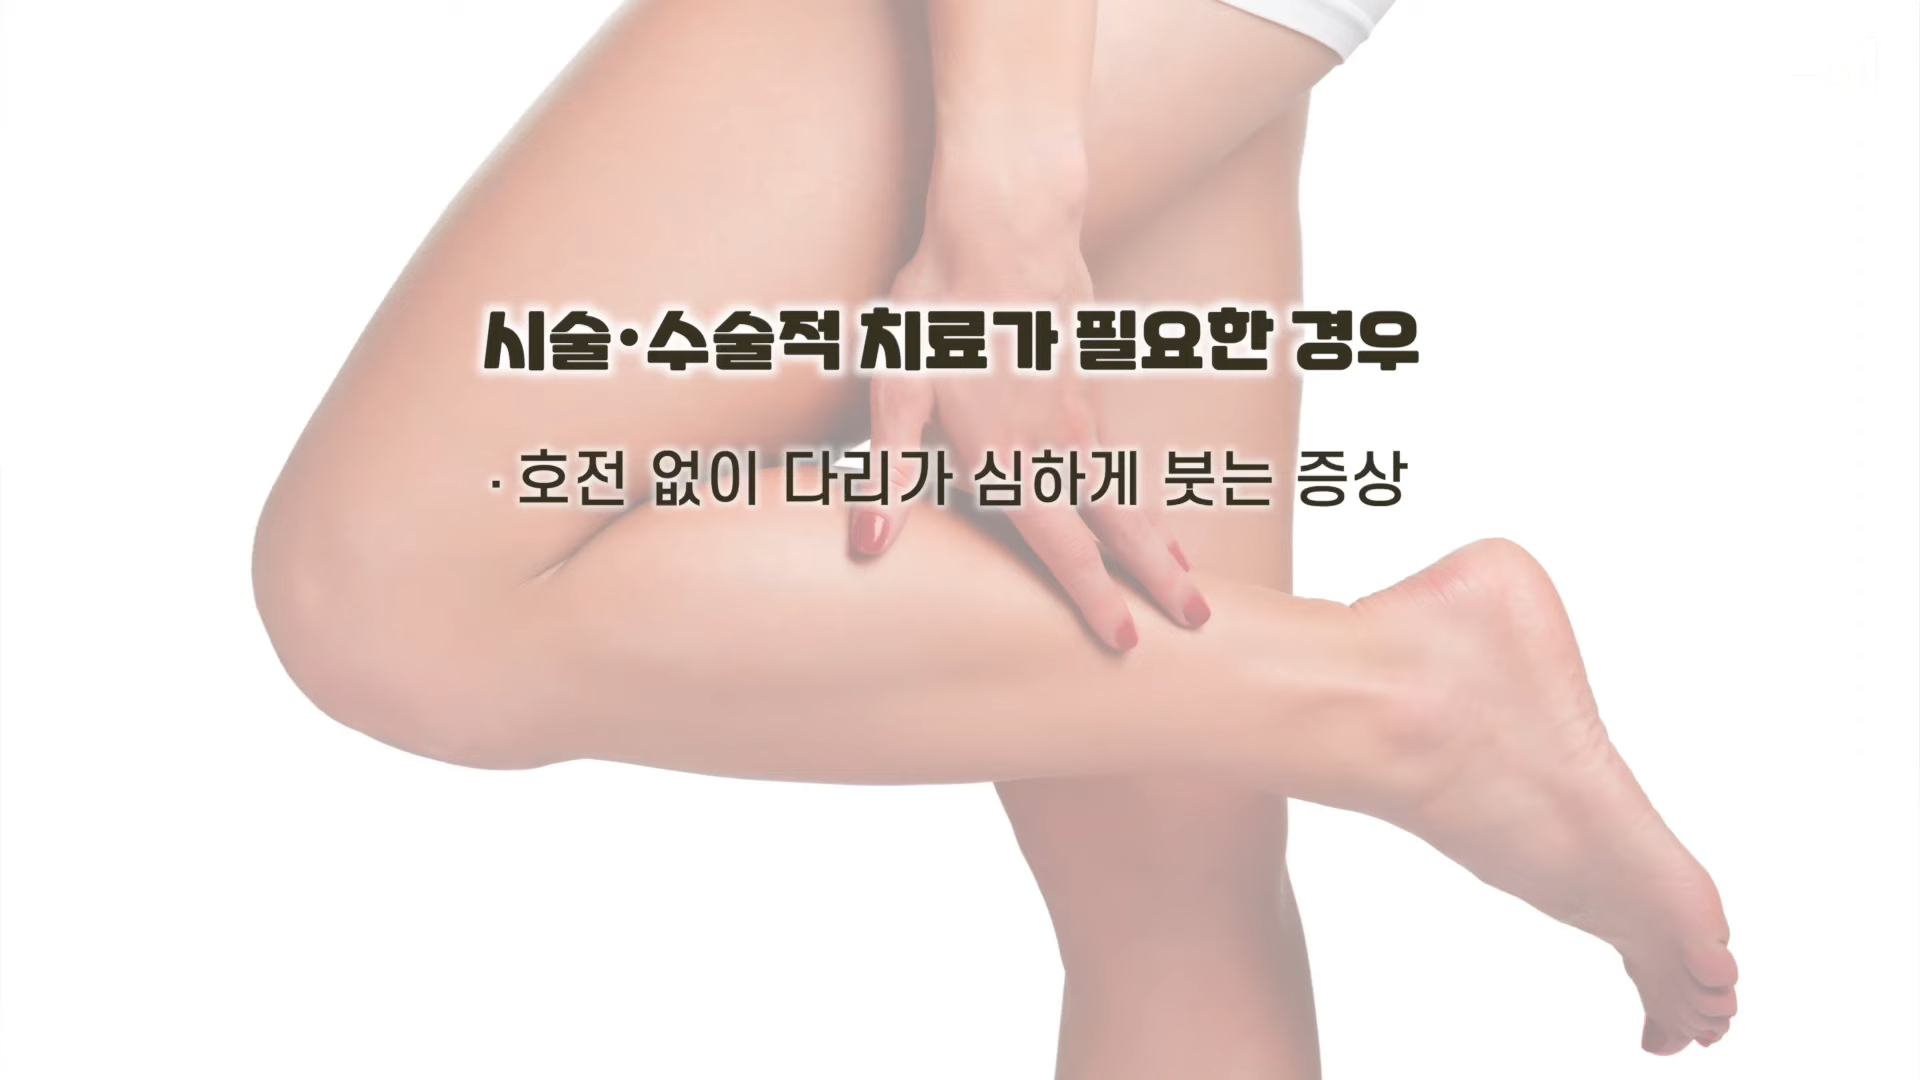 시술·수술적 치료가 필요한 경우
· 호전 없이 다리가 심하게 붓는 증상